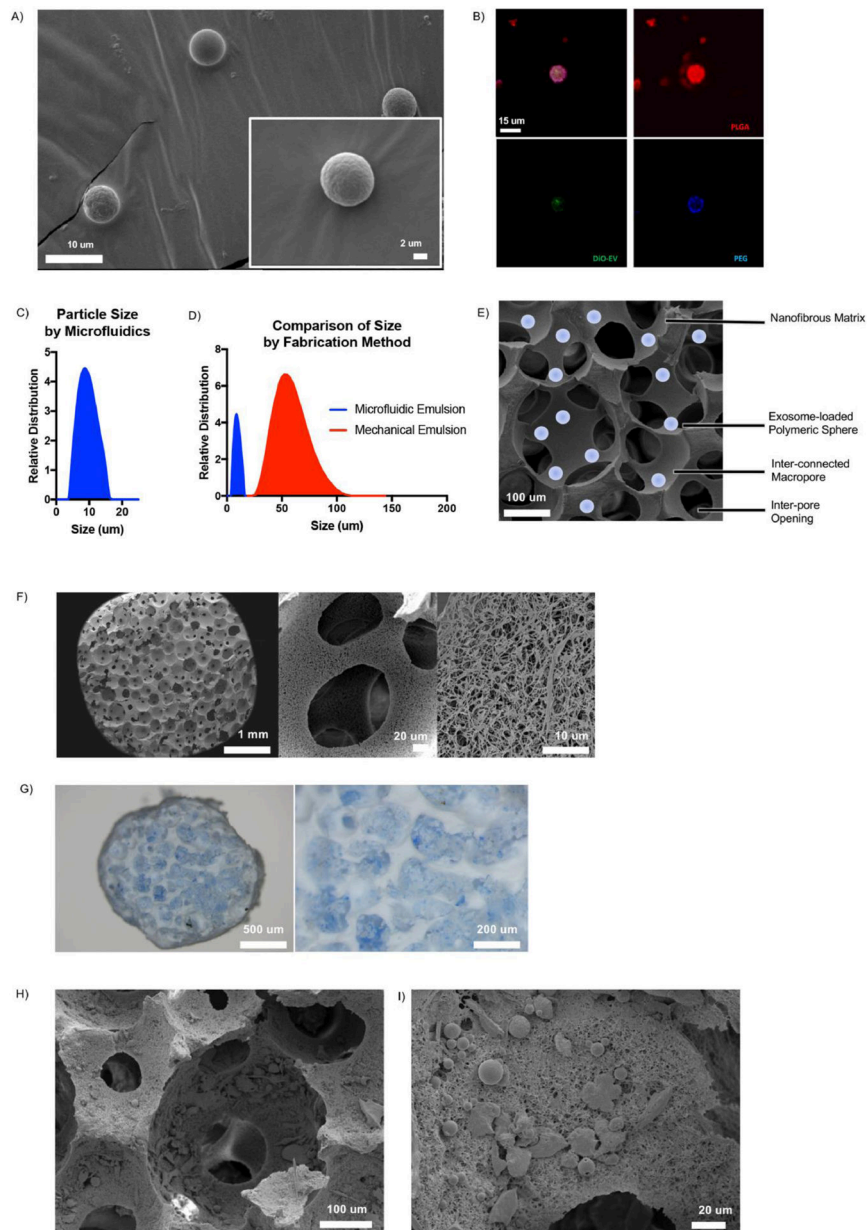 A)
10 um
2 um
B)
15 um
PLGA
DiO-EV
PEG
C)
Particle Size
by Microfluidics
Relative Distribution
5
4
3
2
1
0
0
10
20
Size (um)
D)
Comparison of Size
by Fabrication Method
Relative Distribution
8
6
4
2
0
0
50
100
150
200
Size (um)
Microfluidic Emulsion
Mechanical Emulsion
E)
100 um
Nanofibrous Matrix
Exosome-loaded
Polymeric Sphere
Inter-connected
Macropore
Inter-pore
Opening
F)
1 mm
20 um
10 um
G)
500 um
200 um
H)
100 um
I)
20 um